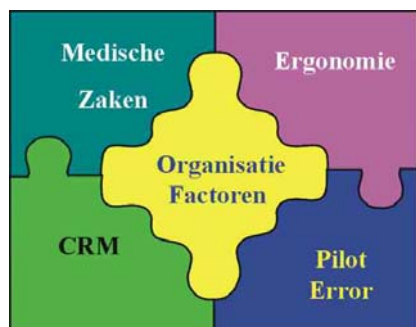 Medische
Zaken
Ergonomie
Organisatie
Factoren
CRM
Pilot
Error